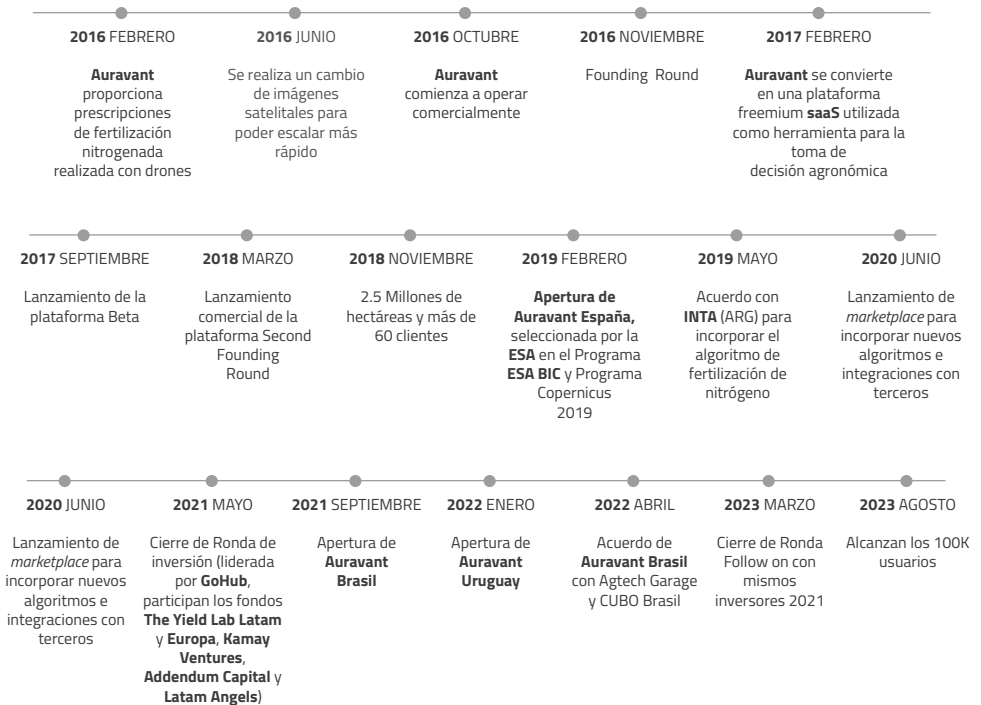 2016 FEBRERO
Auravant
proporciona
prescripciones
de fertilización
nitrogenada
realizada con drones
2016 JUNIO
Se realiza un cambio
de imágenes
satelitales para
poder escalar más
rápido
2016 OCTUBRE
Auravant
comienza a operar
comercialmente
2016 NOVIEMBRE
Founding Round
2017 FEBRERO
Auravant se convierte
en una plataforma
freemium saaS utilizada
como herramienta para la
toma de
decisión agronómica
2017 SEPTIEMBRE
Lanzamiento de la
plataforma Beta
2018 MARZO
Lanzamiento
comercial de la
plataforma Second
Founding
Round
2018 NOVIEMBRE
2.5 Millones de
hectáreas y más de
60 clientes
2019 FEBRERO
Apertura de
Auravant España,
seleccionada por la
ESA en el Programa
ESA BIC y Programa
Copernicus
2019
2019 MAYO
Acuerdo con
INTA (ARG) para
incorporar el
algoritmo de
fertilización de
nitrógeno
2020 JUNIO
Lanzamiento de
marketplace para
incorporar nuevos
algoritmos e
integraciones con
terceros
2020 JUNIO
Lanzamiento de
marketplace para
incorporar nuevos
algoritmos e
integraciones con
terceros
2021 MAYO
Cierre de Ronda de
inversión (liderada
por GoHub,
participan los fondos
The Yield Lab Latam
y Europa, Kamay
Ventures,
Addendum Capital y
Latam Angels)
2021 SEPTIEMBRE
Apertura de
Auravant
Brasil
2022 ENERO
Apertura de
Auravant
Uruguay
2022 ABRIL
Acuerdo de
Auravant Brasil
con Agtech Garage
y CUBO Brasil
2023 MARZO
Cierre de Ronda
Follow on con
mismos
inversores 2021
2023 AGOSTO
Alcanzan los 100K
usuarios